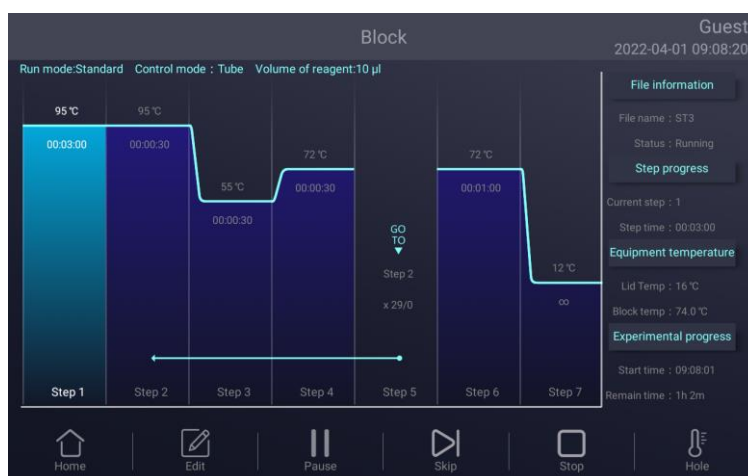 Block
Guest
2022-04-01 09:08:20
Run mode:Standard Control mode：Tube Volume of reagent:10 µl
95 ℃
00:03:00
Step 1
95 ℃
00:00:30
Step 2
55 ℃
00:00:30
Step 3
72 ℃
00:00:30
Step 4
GO
TO
Step 2
x 29/0
Step 5
72 ℃
00:01:00
Step 6
12 ℃
∞
Step 7
File information
File name：ST3
Status：Running
Step progress
Current step：1
Step time：00:03:00
Equipment temperature
Lid Temp：16 ℃
Block temp：74.0 ℃
Experimental progress
Start time：09:08:01
Remain time：1h 2m
Home
Edit
Pause
Skip
Stop
Hole